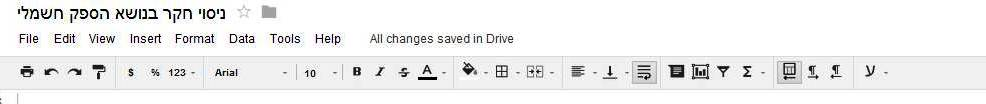 ניסוי חקר בנושא הספק חשמלי
File Edit View Insert Format Data Tools Help All changes saved in Drive
$ % 123 Arial 10 B I S A Σ ע